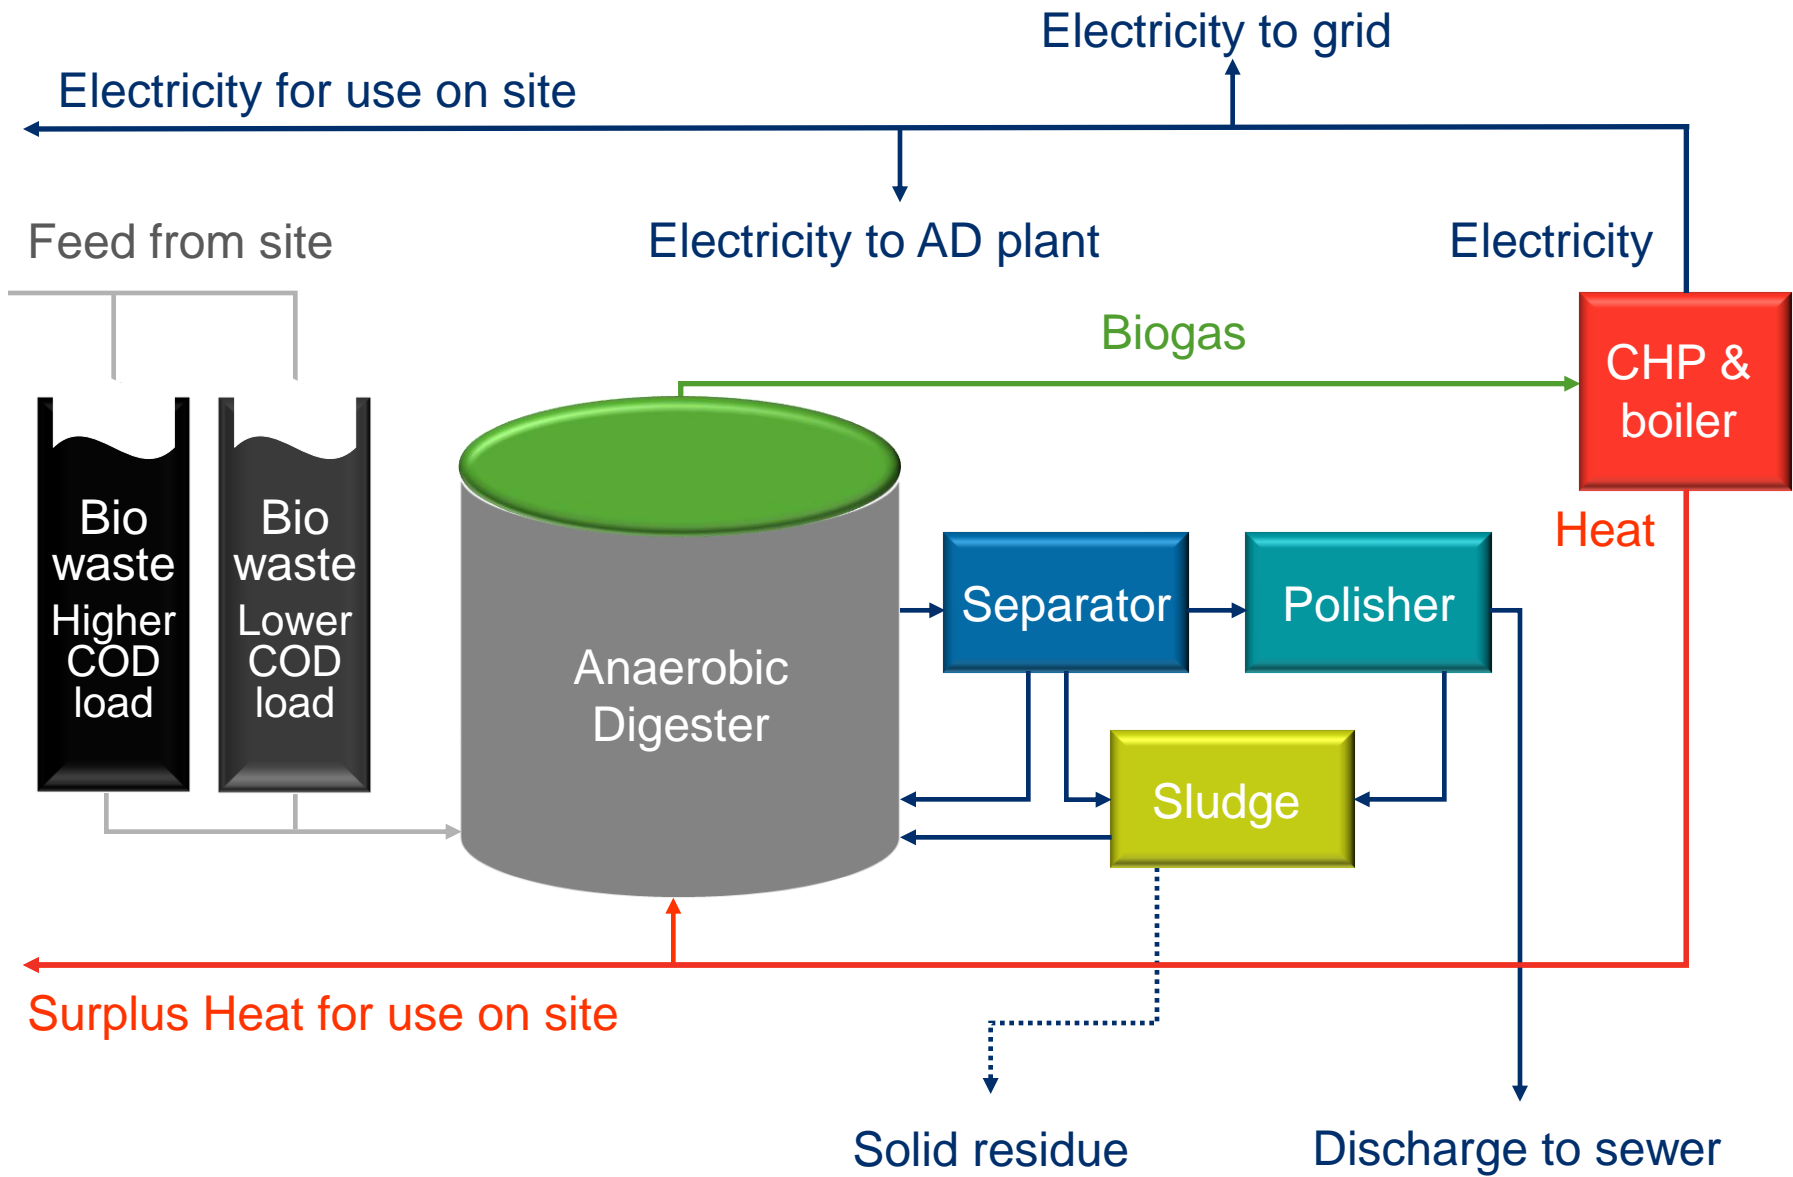 Electricity to grid
Electricity for use on site
Feed from site
Electricity to AD plant
Electricity
Biogas
CHP &
boiler
Heat
Bio
waste
Higher
COD
load
Bio
waste
Lower
COD
load
Anaerobic
Digester
Separator
Polisher
Sludge
Surplus Heat for use on site
Solid residue
Discharge to sewer